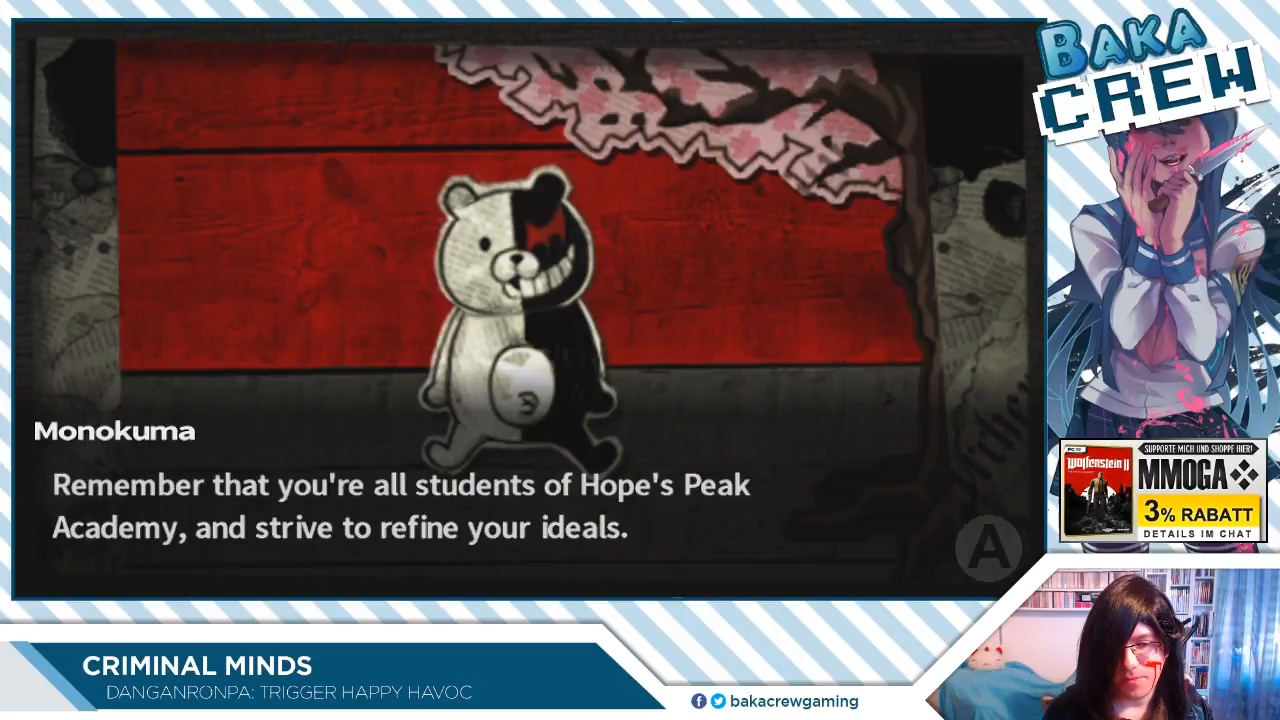 BAKA
CREW
Monokuma
Remember that you're all students of Hope's Peak
Academy, and strive to refine your ideals.
A
SUPPORTE MICH UND SHOPPE HIER!
Wolfenstein II
MMOGA
3% RABATT
DETAILS IM CHAT
CRIMINAL MINDS
DANGANRONPA: TRIGGER HAPPY HAVOC
bakacrewgaming